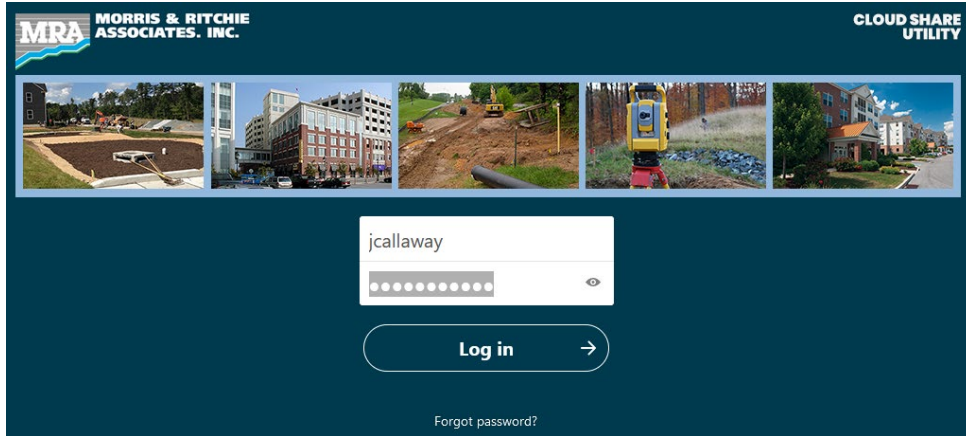 MRA
MORRIS & RITCHIE
ASSOCIATES. INC.
CLOUD SHARE
UTILITY
jcallaway
●●●●●●●●●●●
Log in
Forgot password?